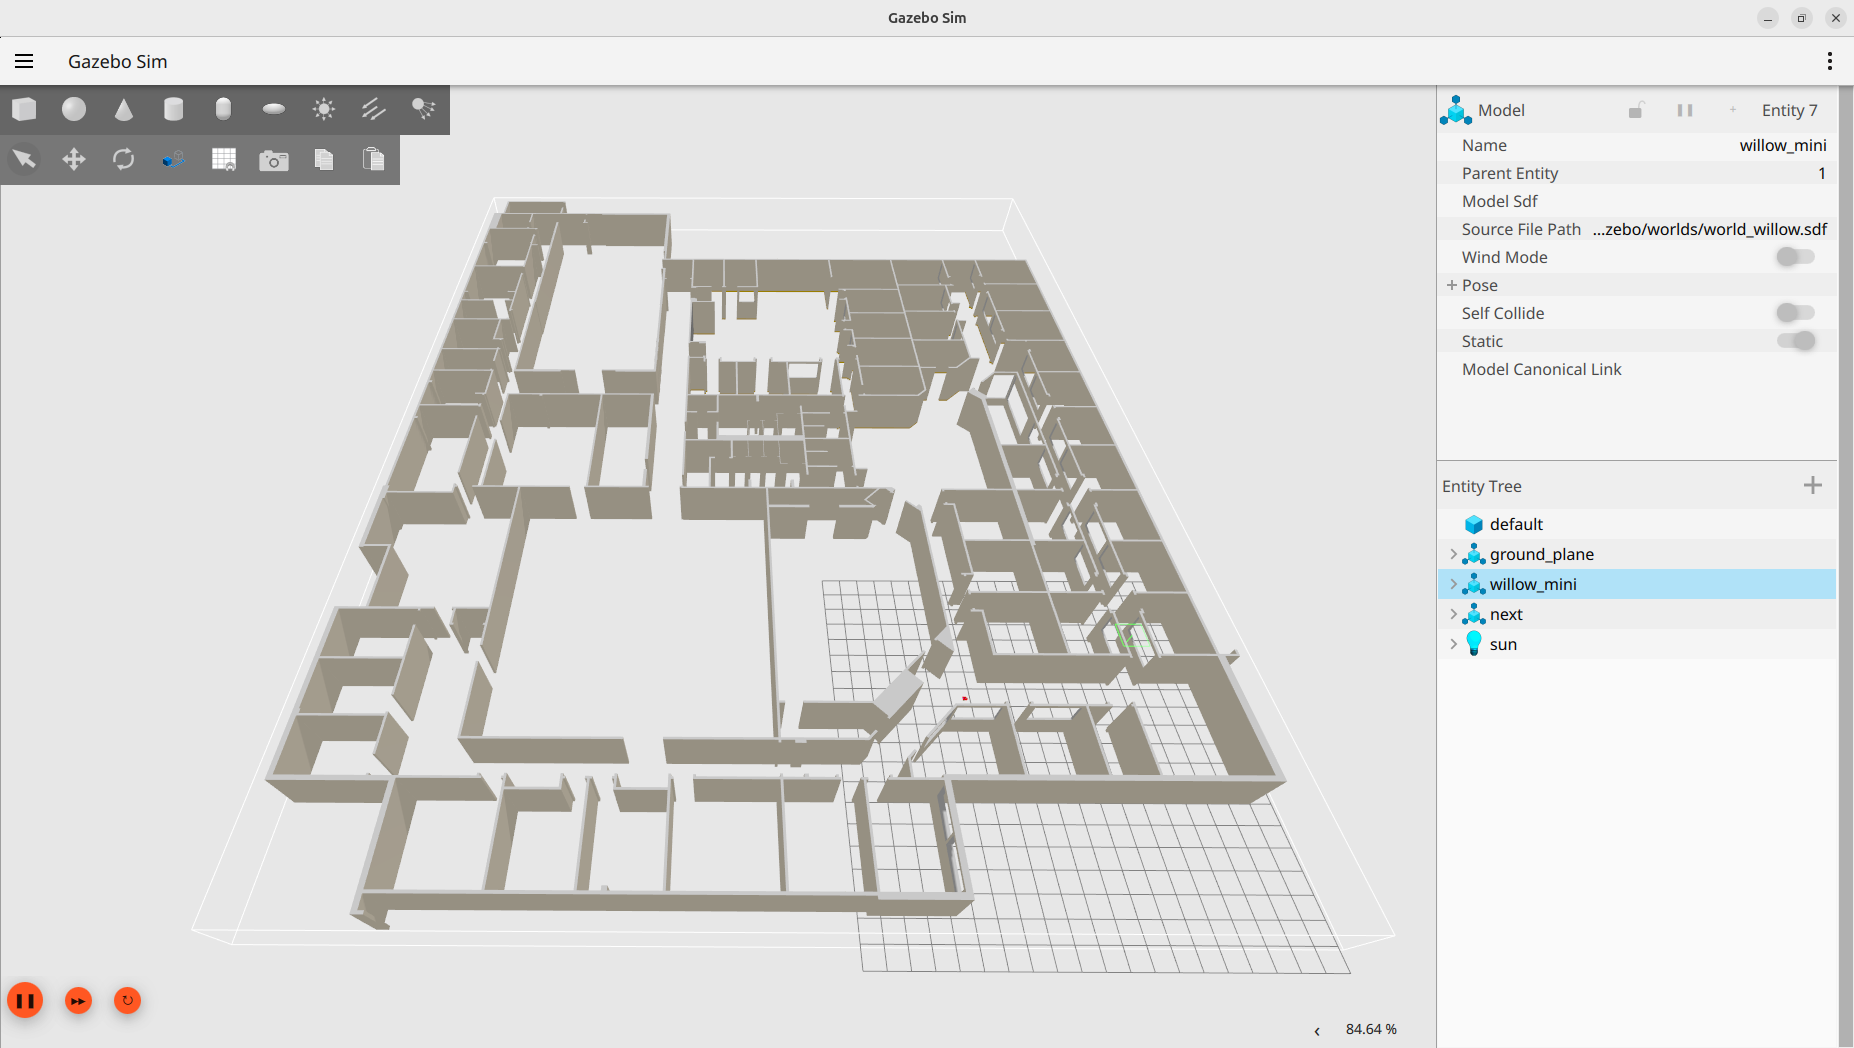 Gazebo Sim
Gazebo Sim
Model Entity 7
Name willow_mini
Parent Entity 1
Model Sdf
Source File Path ...zebo/worlds/world_willow.sdf
Wind Mode
Pose
Self Collide
Static
Model Canonical Link
Entity Tree
default
ground_plane
willow_mini
next
sun
84.64 %